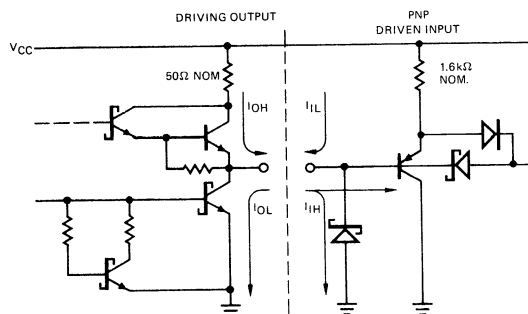 DRIVING OUTPUT
PNP
DRIVEN INPUT
VCC
50Ω NOM
1.6kΩ
NOM.
IOH
IIL
IOL
IIH